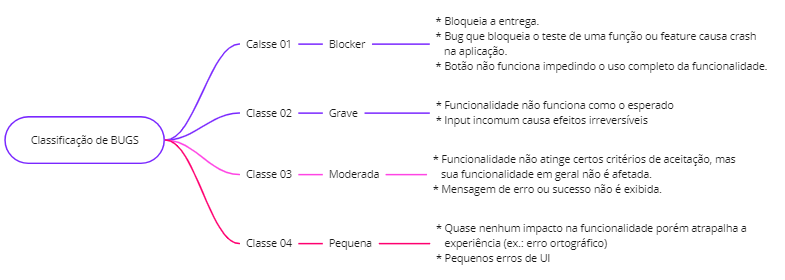 Classificação de BUGS
Calsse 01
Blocker
* Bloqueia a entrega.
* Bug que bloqueia o teste de uma função ou feature causa crash
na aplicação.
* Botão não funciona impedindo o uso completo da funcionalidade.
Classe 02
Grave
* Funcionalidade não funciona como o esperado
* Input incomum causa efeitos irreversíveis
Classe 03
Moderada
* Funcionalidade não atinge certos critérios de aceitação, mas
sua funcionalidade em geral não é afetada.
* Mensagem de erro ou sucesso não é exibida.
Classe 04
Pequena
* Quase nenhum impacto na funcionalidade porém atrapalha a
experiência (ex.: erro ortográfico)
* Pequenos erros de UI